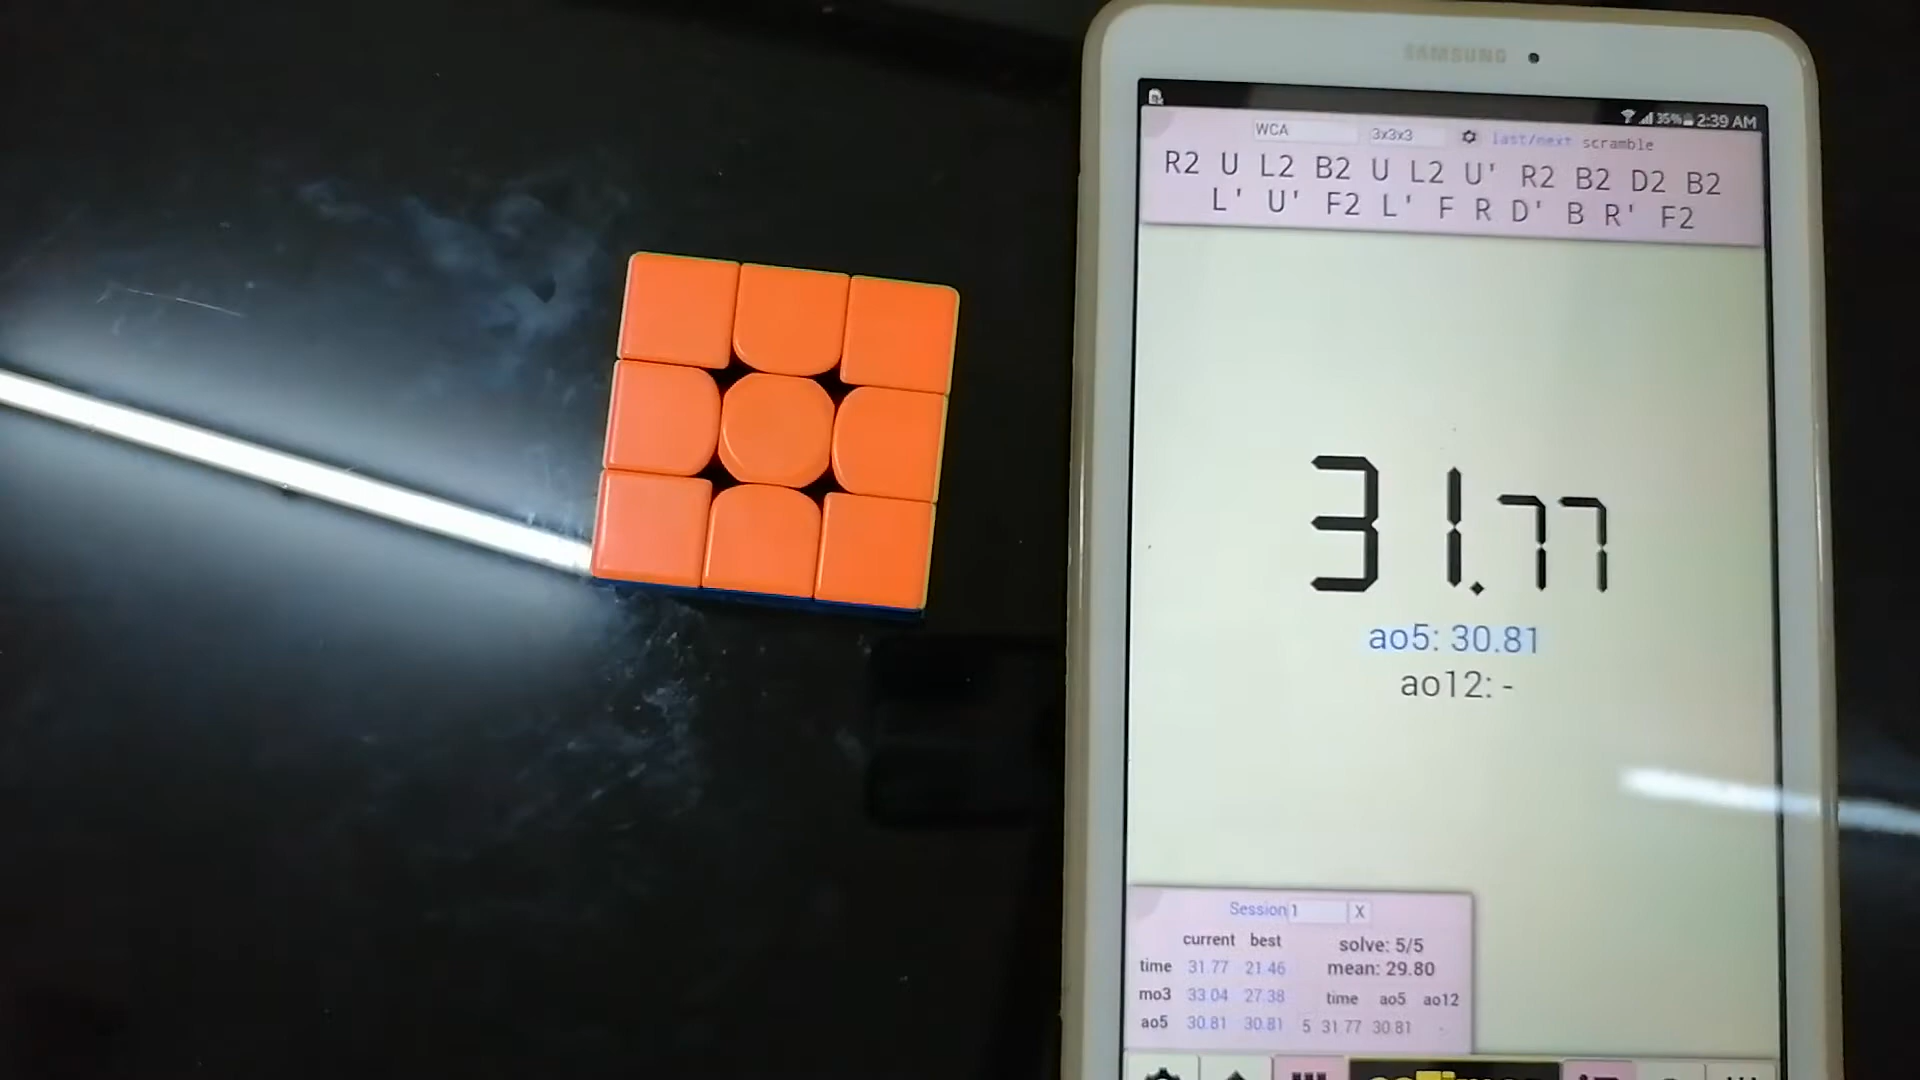 SAMSUNG
35% 2:39 AM
WCA 3x3x3 last/next scramble
R2 U L2 B2 U L2 U' R2 B2 D2 B2
L' U' F2 L' F R D' B R' F2
31.77
ao5: 30.81
ao12: -
Session 1 X
current best solve: 5/5
time 31.77 21.46 mean: 29.80
mo3 33.04 27.38 time ao5 ao12
ao5 30.81 30.81 5 31.77 30.81 -